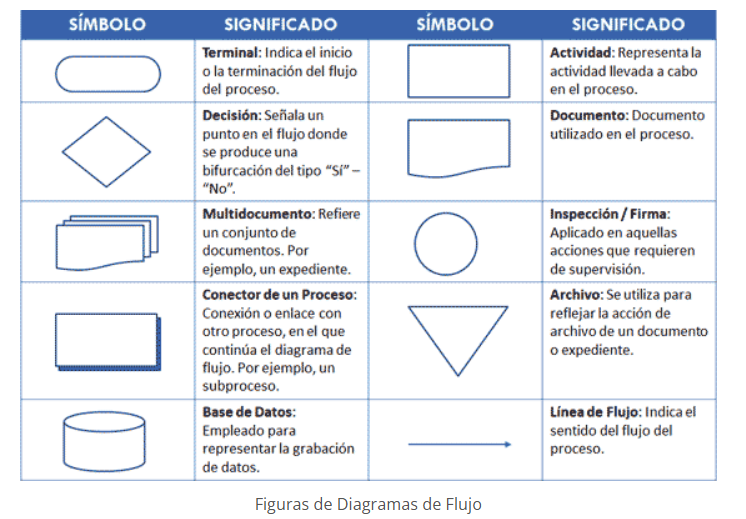 SÍMBOLO SIGNIFICADO SÍMBOLO SIGNIFICADO
Terminal: Indica el inicio
o la terminación del flujo
del proceso.
Actividad: Representa la
actividad llevada a cabo
en el proceso.
Decisión: Señala un
punto en el flujo donde
se produce una
bifurcación del tipo “Sí” –
“No”.
Documento: Documento
utilizado en el proceso.
Multidocumento: Refiere
un conjunto de
documentos. Por
ejemplo, un expediente.
Inspección / Firma:
Aplicado en aquellas
acciones que requieren
de supervisión.
Conector de un Proceso:
Conexión o enlace con
otro proceso, en el que
continúa el diagrama de
flujo. Por ejemplo, un
subproceso.
Archivo: Se utiliza para
reflejar la acción de
archivo de un documento
o expediente.
Base de Datos:
Empleado para
representar la grabación
de datos.
Línea de Flujo: Indica el
sentido del flujo del
proceso.
Figuras de Diagramas de Flujo